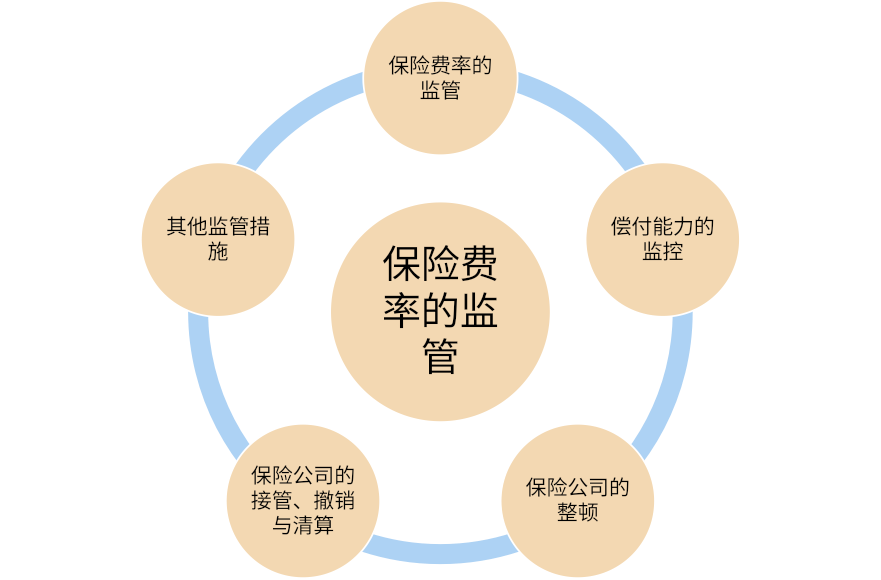 保险费率的
监管
其他监管措
施
偿付能力的
监控
保险费
率的监
管
保险公司的
接管、撤销
与清算
保险公司的
整顿